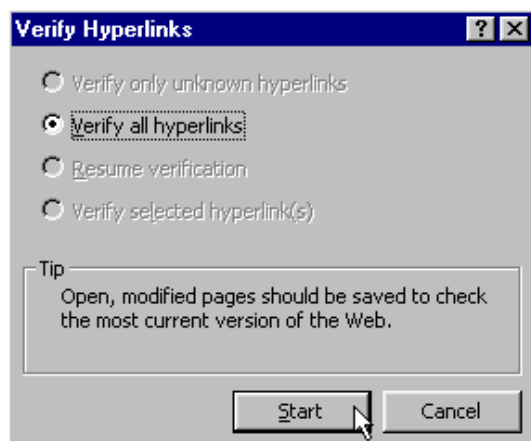 Verify Hyperlinks
Verify only unknown hyperlinks
Verify all hyperlinks
Resume verification
Verify selected hyperlink(s)
Tip
Open, modified pages should be saved to check
the most current version of the Web.
Start Cancel